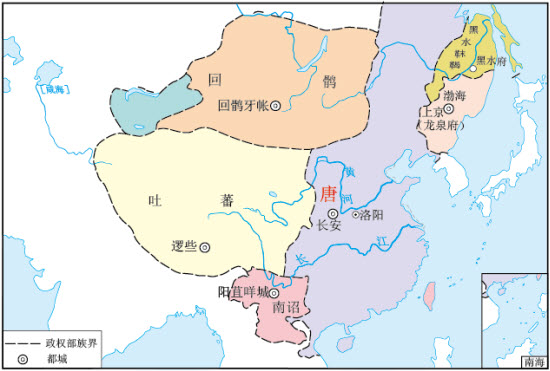 黑水靺鞨
黑水府
[咸海]
回鹘
回鹘牙帐
渤海
上京
(龙泉府)
吐蕃
唐
黄河
洛阳
长安
逻些
长江
阳苴咩城
南诏
政权部族界
都城
南海